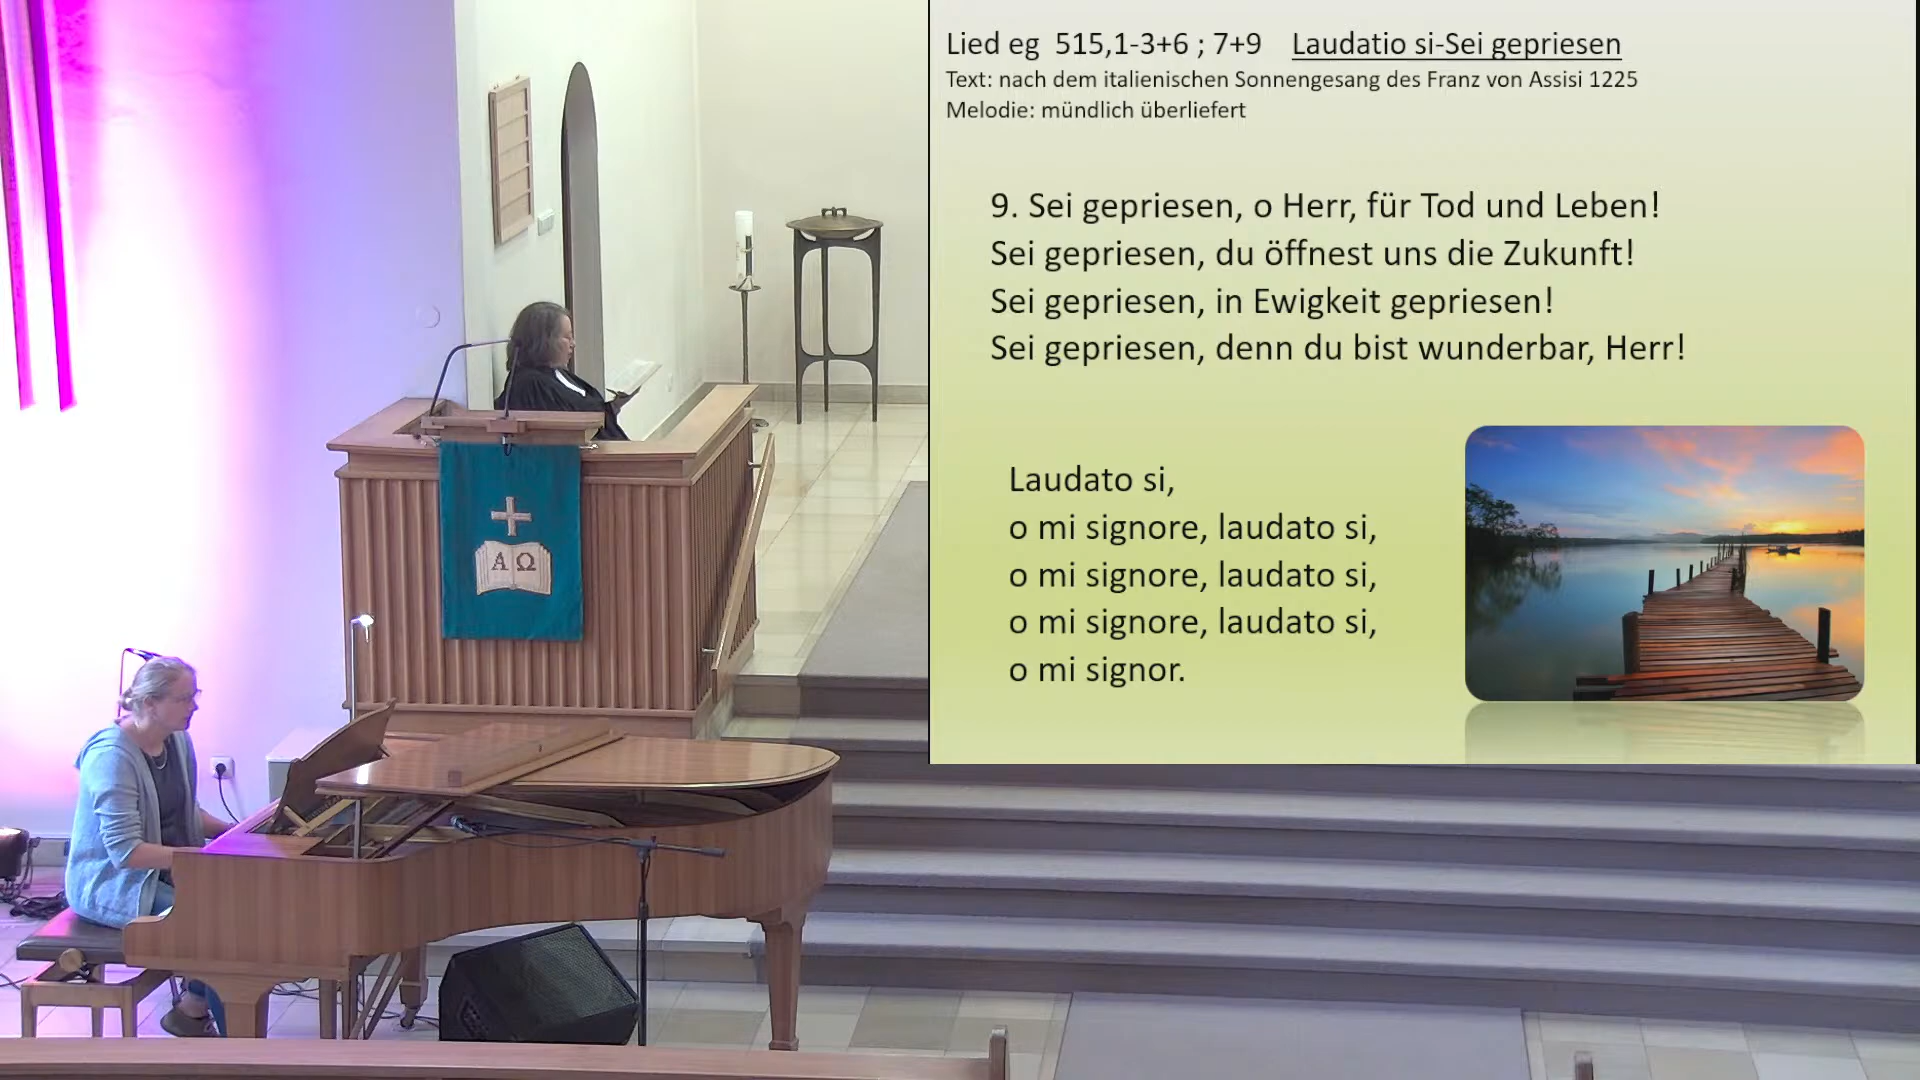 Lied eg 515,1-3+6 ; 7+9 Laudatio si-Sei gepriesen
Text: nach dem italienischen Sonnengesang des Franz von Assisi 1225
Melodie: mündlich überliefert
9. Sei gepriesen, o Herr, für Tod und Leben!
Sei gepriesen, du öffnest uns die Zukunft!
Sei gepriesen, in Ewigkeit gepriesen!
Sei gepriesen, denn du bist wunderbar, Herr!
Laudato si,
o mi signore, laudato si,
o mi signore, laudato si,
o mi signore, laudato si,
o mi signor.
Α Ω